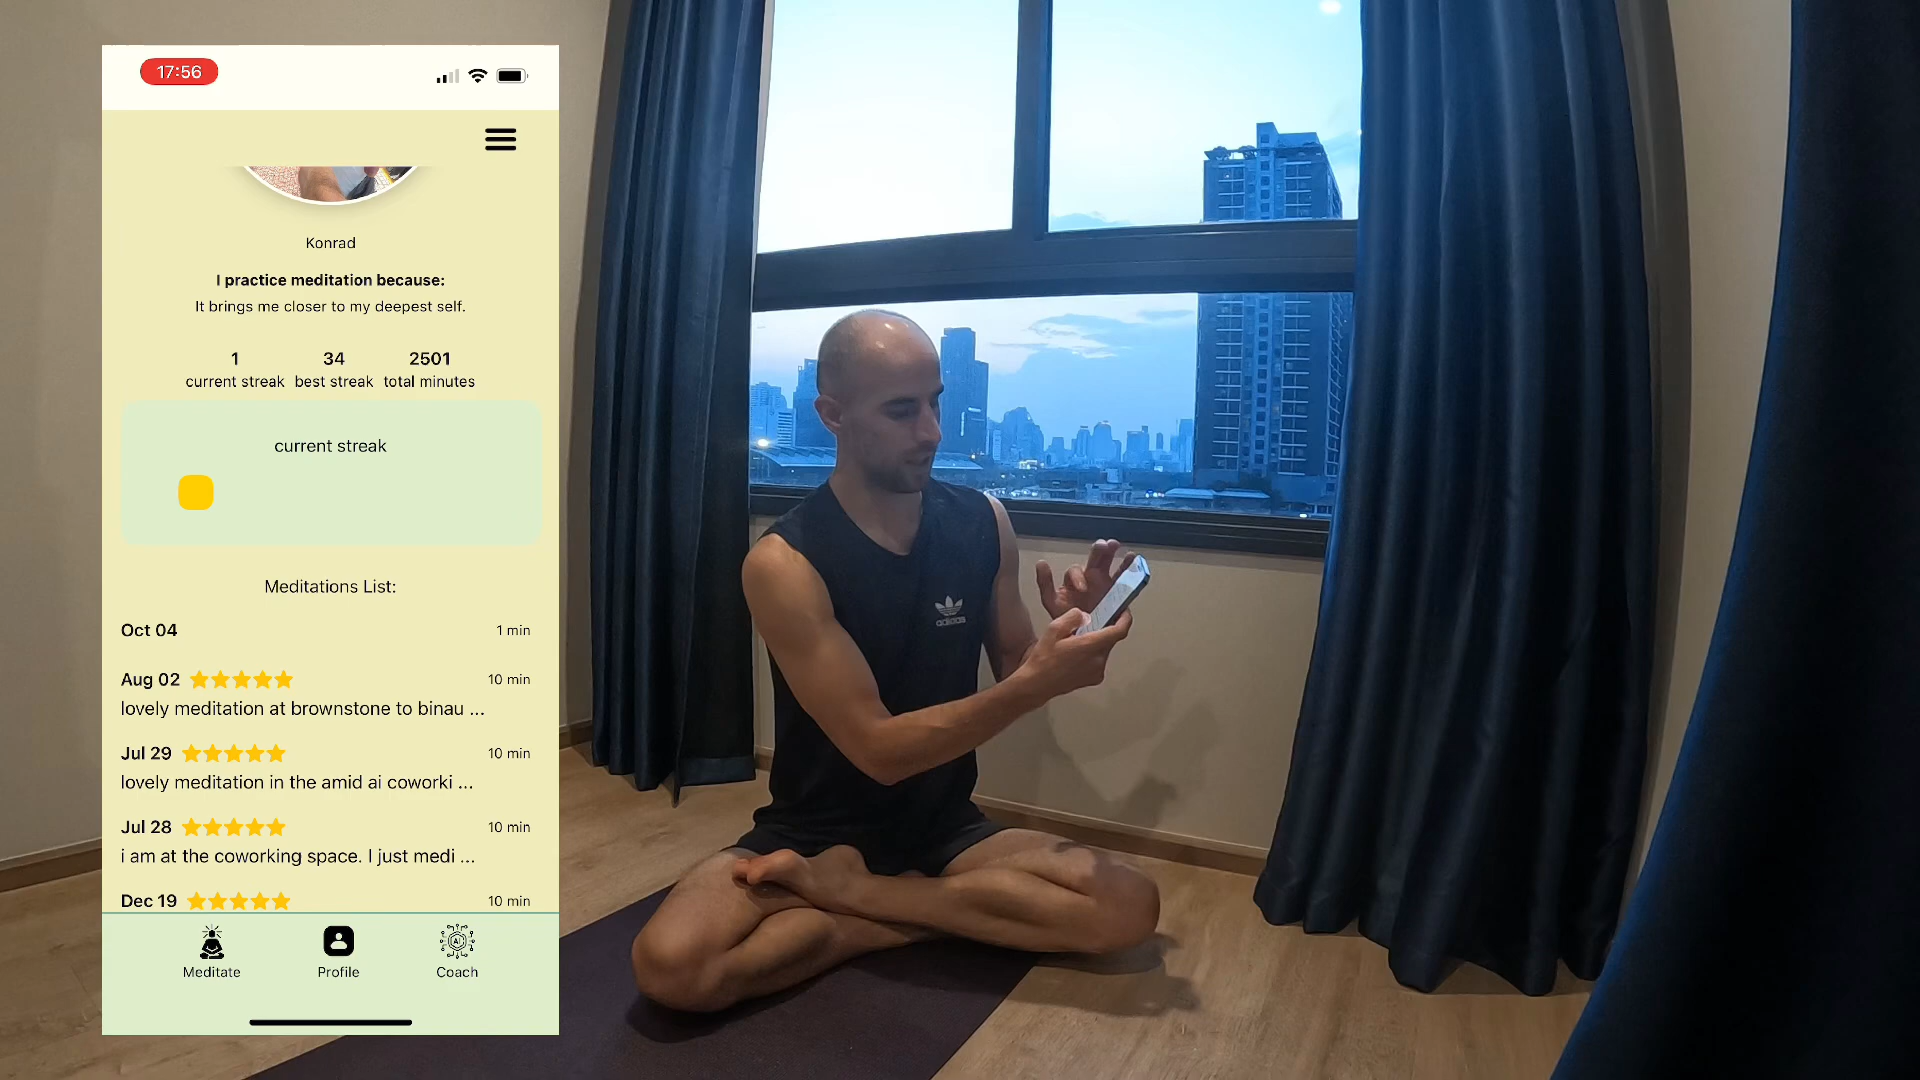 17:56
Konrad
I practice meditation because:
It brings me closer to my deepest self.
1 34 2501
current streak best streak total minutes
current streak
Meditations List:
Oct 04 1 min
Aug 02 10 min
lovely meditation at brownstone to binau ...
Jul 29 10 min
lovely meditation in the amid ai coworki ...
Jul 28 10 min
i am at the coworking space. I just medi ...
Dec 19 10 min
AI
Meditate Profile Coach
adidas